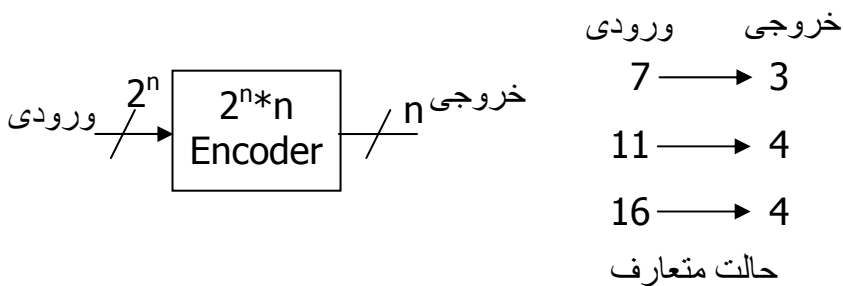 ورودی 2ⁿ 2ⁿ*n Encoder n خروجی
ورودی خروجی
7 → 3
11 → 4
16 → 4
حالت متعارف